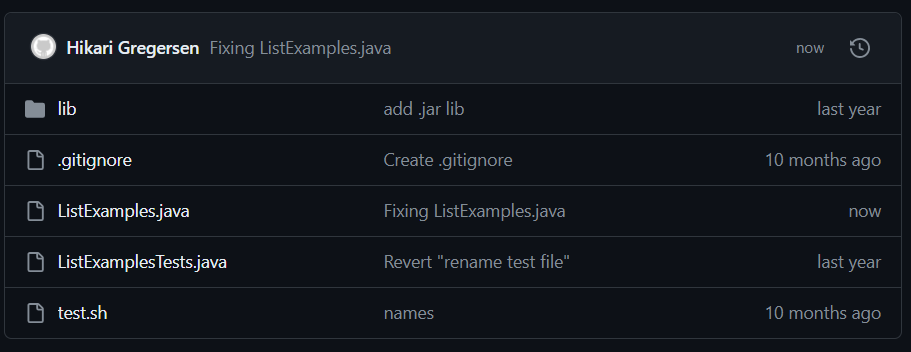 Hikari Gregersen Fixing ListExamples.java now
lib add .jar lib last year
.gitignore Create .gitignore 10 months ago
ListExamples.java Fixing ListExamples.java now
ListExamplesTests.java Revert "rename test file" last year
test.sh names 10 months ago